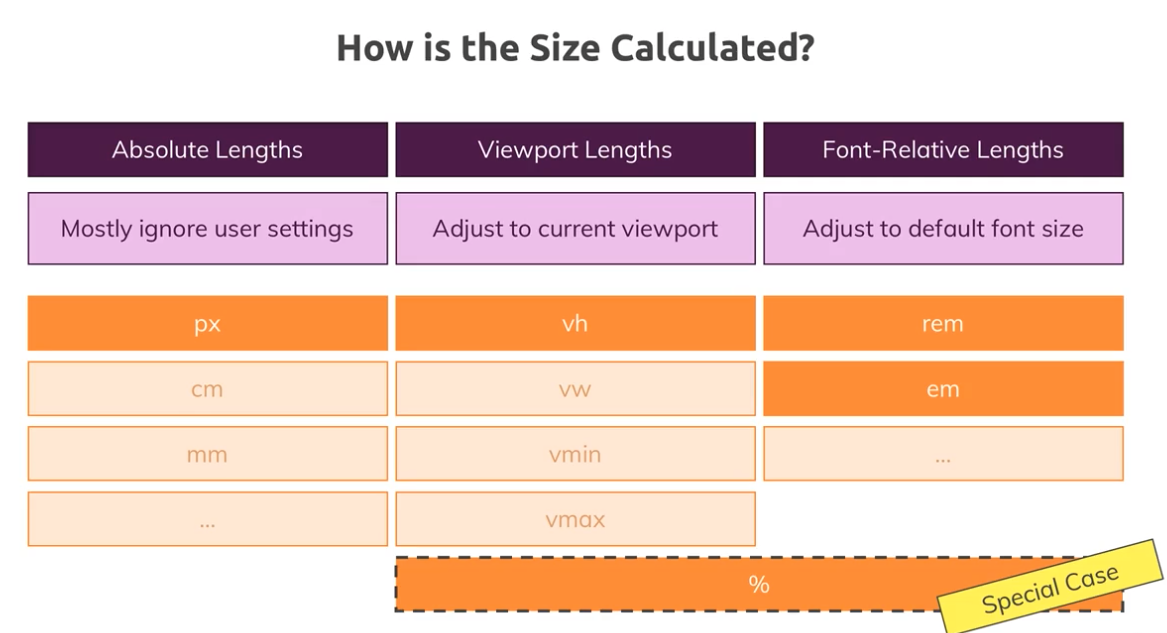 How is the Size Calculated?
Absolute Lengths
Viewport Lengths
Font-Relative Lengths
Mostly ignore user settings
Adjust to current viewport
Adjust to default font size
px
vh
rem
cm
vw
em
mm
vmin
...
...
vmax
%
Special Case